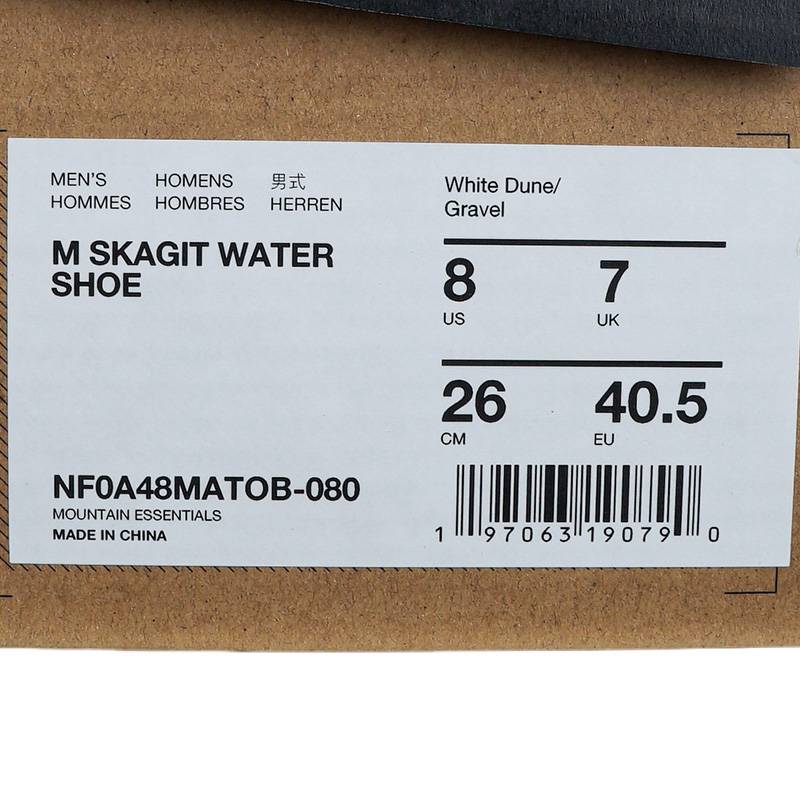 MEN'S HOMENS 男式
HOMMES HOMBRES HERREN
M SKAGIT WATER
SHOE
White Dune/
Gravel
8 7
US UK
26 40.5
CM EU
NF0A48MATOB-080
MOUNTAIN ESSENTIALS
MADE IN CHINA
1 97063 19079 0